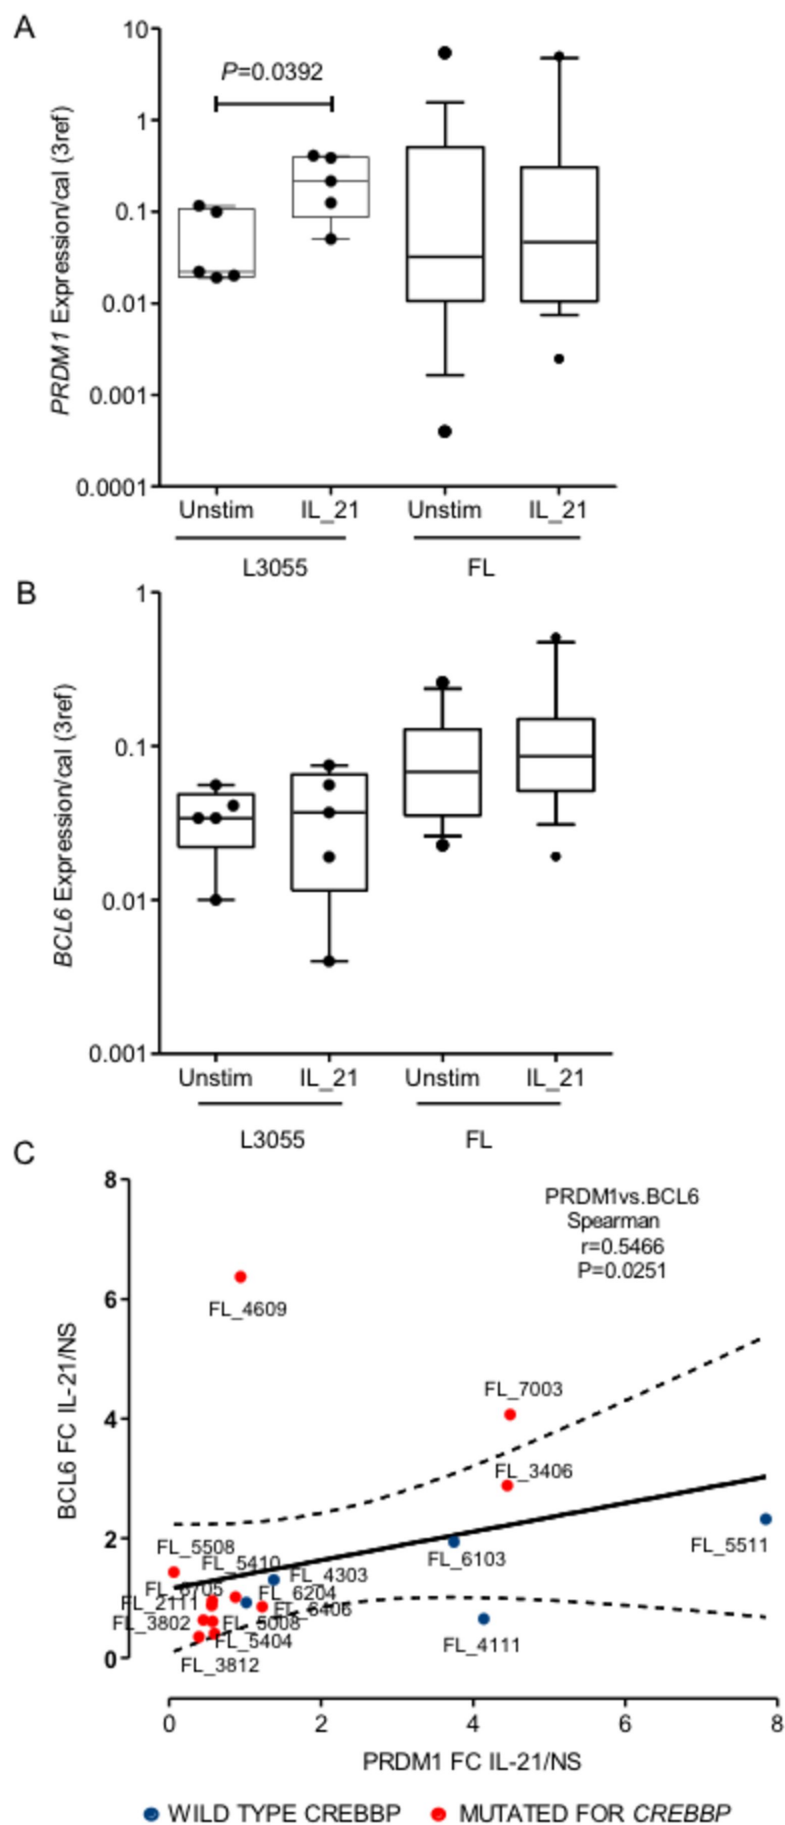 A
10
1
0.1
0.01
0.001
0.0001
PRDM1 Expression/cal (3ref)
P=0.0392
Unstim IL_21 Unstim IL_21
L3055 FL
B
1
0.1
0.01
0.001
BCL6 Expression/cal (3ref)
Unstim IL_21 Unstim IL_21
L3055 FL
C
8
6
4
2
0
BCL6 FC IL-21/NS
PRDM1vs.BCL6
Spearman
r=0.5466
P=0.0251
FL_4609
FL_7003
FL_3406
FL_5511
FL_6103
FL_4111
FL_5508
FL_5410
FL_4303
FL_6705
FL_6204
FL_2111
FL_6406
FL_3802
FL_5008
FL_5404
FL_3812
0 2 4 6 8
PRDM1 FC IL-21/NS
WILD TYPE CREBBP MUTATED FOR CREBBP